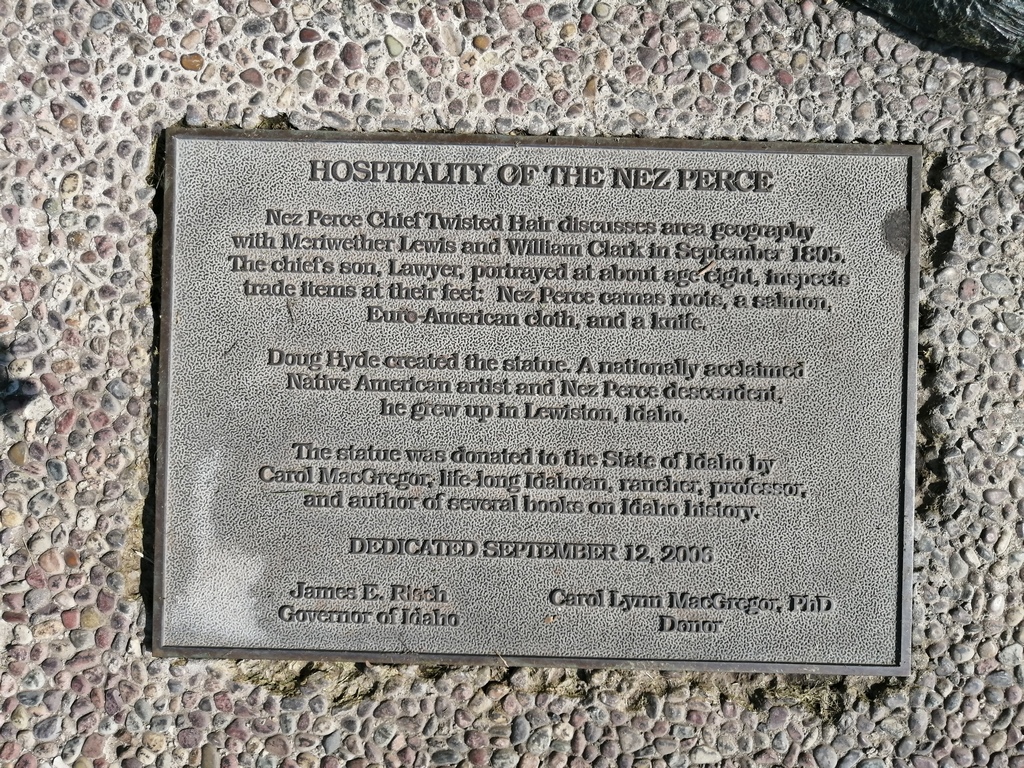 HOSPITALITY OF THE NEZ PERCE
Nez Perce Chief Twisted Hair discusses area geography
with Meriwether Lewis and William Clark in September 1805.
The chief's son, Lawyer, portrayed at about age eight, inspects
trade items at their feet: Nez Perce camas roots, a salmon,
Euro-American cloth, and a knife.
Doug Hyde created the statue. A nationally acclaimed
Native American artist and Nez Perce descendent,
he grew up in Lewiston, Idaho.
The statue was donated to the State of Idaho by
Carol MacGregor, life-long Idahoan, rancher, professor,
and author of several books on Idaho history.
DEDICATED SEPTEMBER 12, 2006
James E. Risch
Governor of Idaho
Carol Lynn MacGregor, PhD
Donor